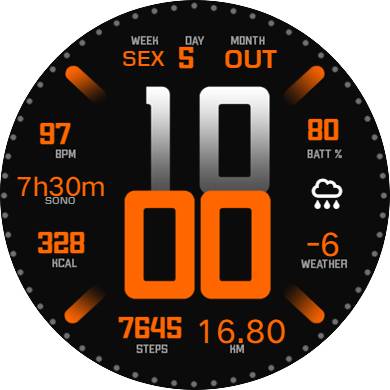 WEEK DAY MONTH
SEX 5 OUT
10
00
97
BPM
7h30m
SONO
328
KCAL
80
BATT %
-6
WEATHER
7645 16.80
STEPS KM